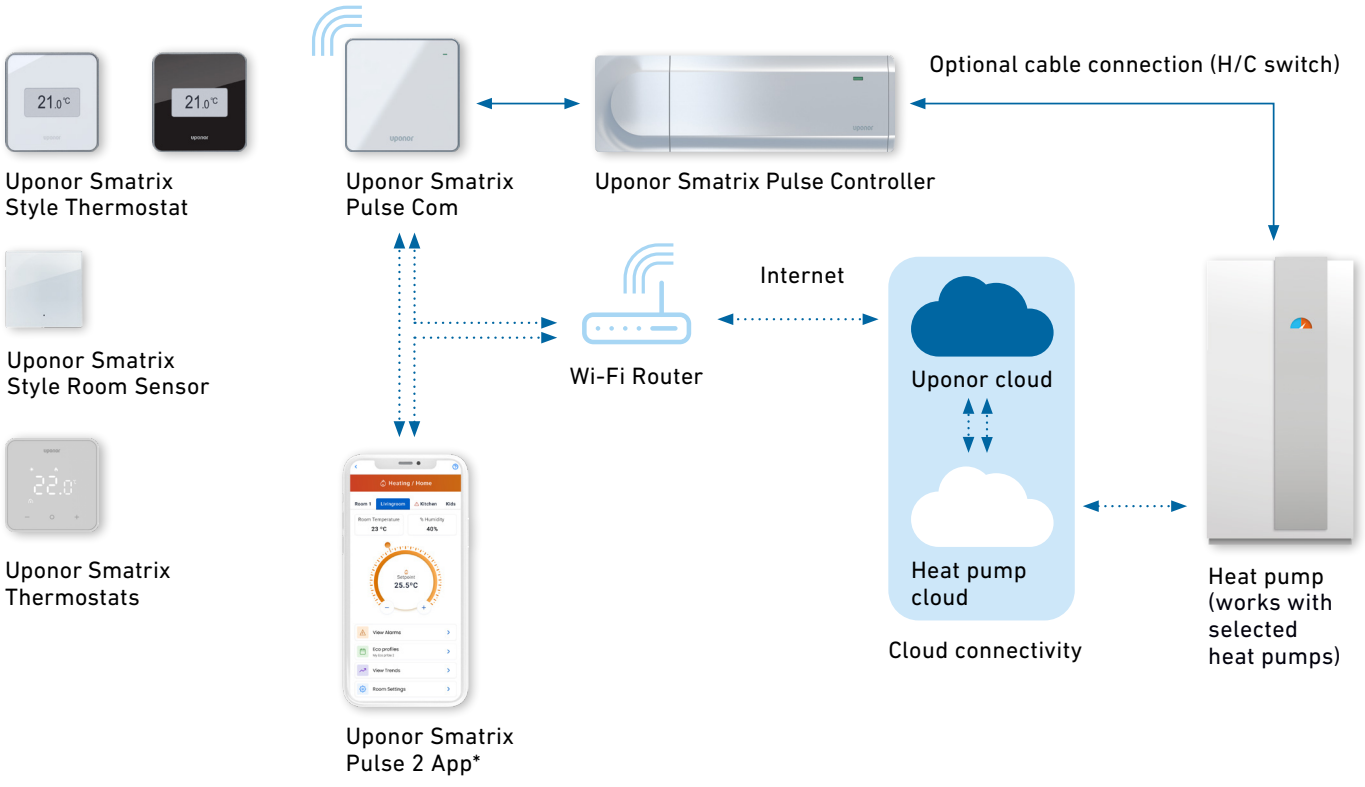 Optional cable connection (H/C switch)
21.0 °C
21.0 °C
uponor
uponor
uponor
uponor
Uponor Smatrix
Style Thermostat
Uponor Smatrix
Pulse Com
Uponor Smatrix Pulse Controller
Uponor Smatrix
Style Room Sensor
uponor
22.0°
Uponor Smatrix
Thermostats
Wi-Fi Router
Internet
Uponor cloud
Heat pump
cloud
Cloud connectivity
Heat pump
(works with
selected
heat pumps)
Heating / Home
Room 1 Livingroom Kitchen Kids
Room Temperature % Humidity
23 °C 40%
Setpoint
25.5°C
− +
View Alarms
Eco profiles
View Trends
Room Settings
Uponor Smatrix
Pulse 2 App*